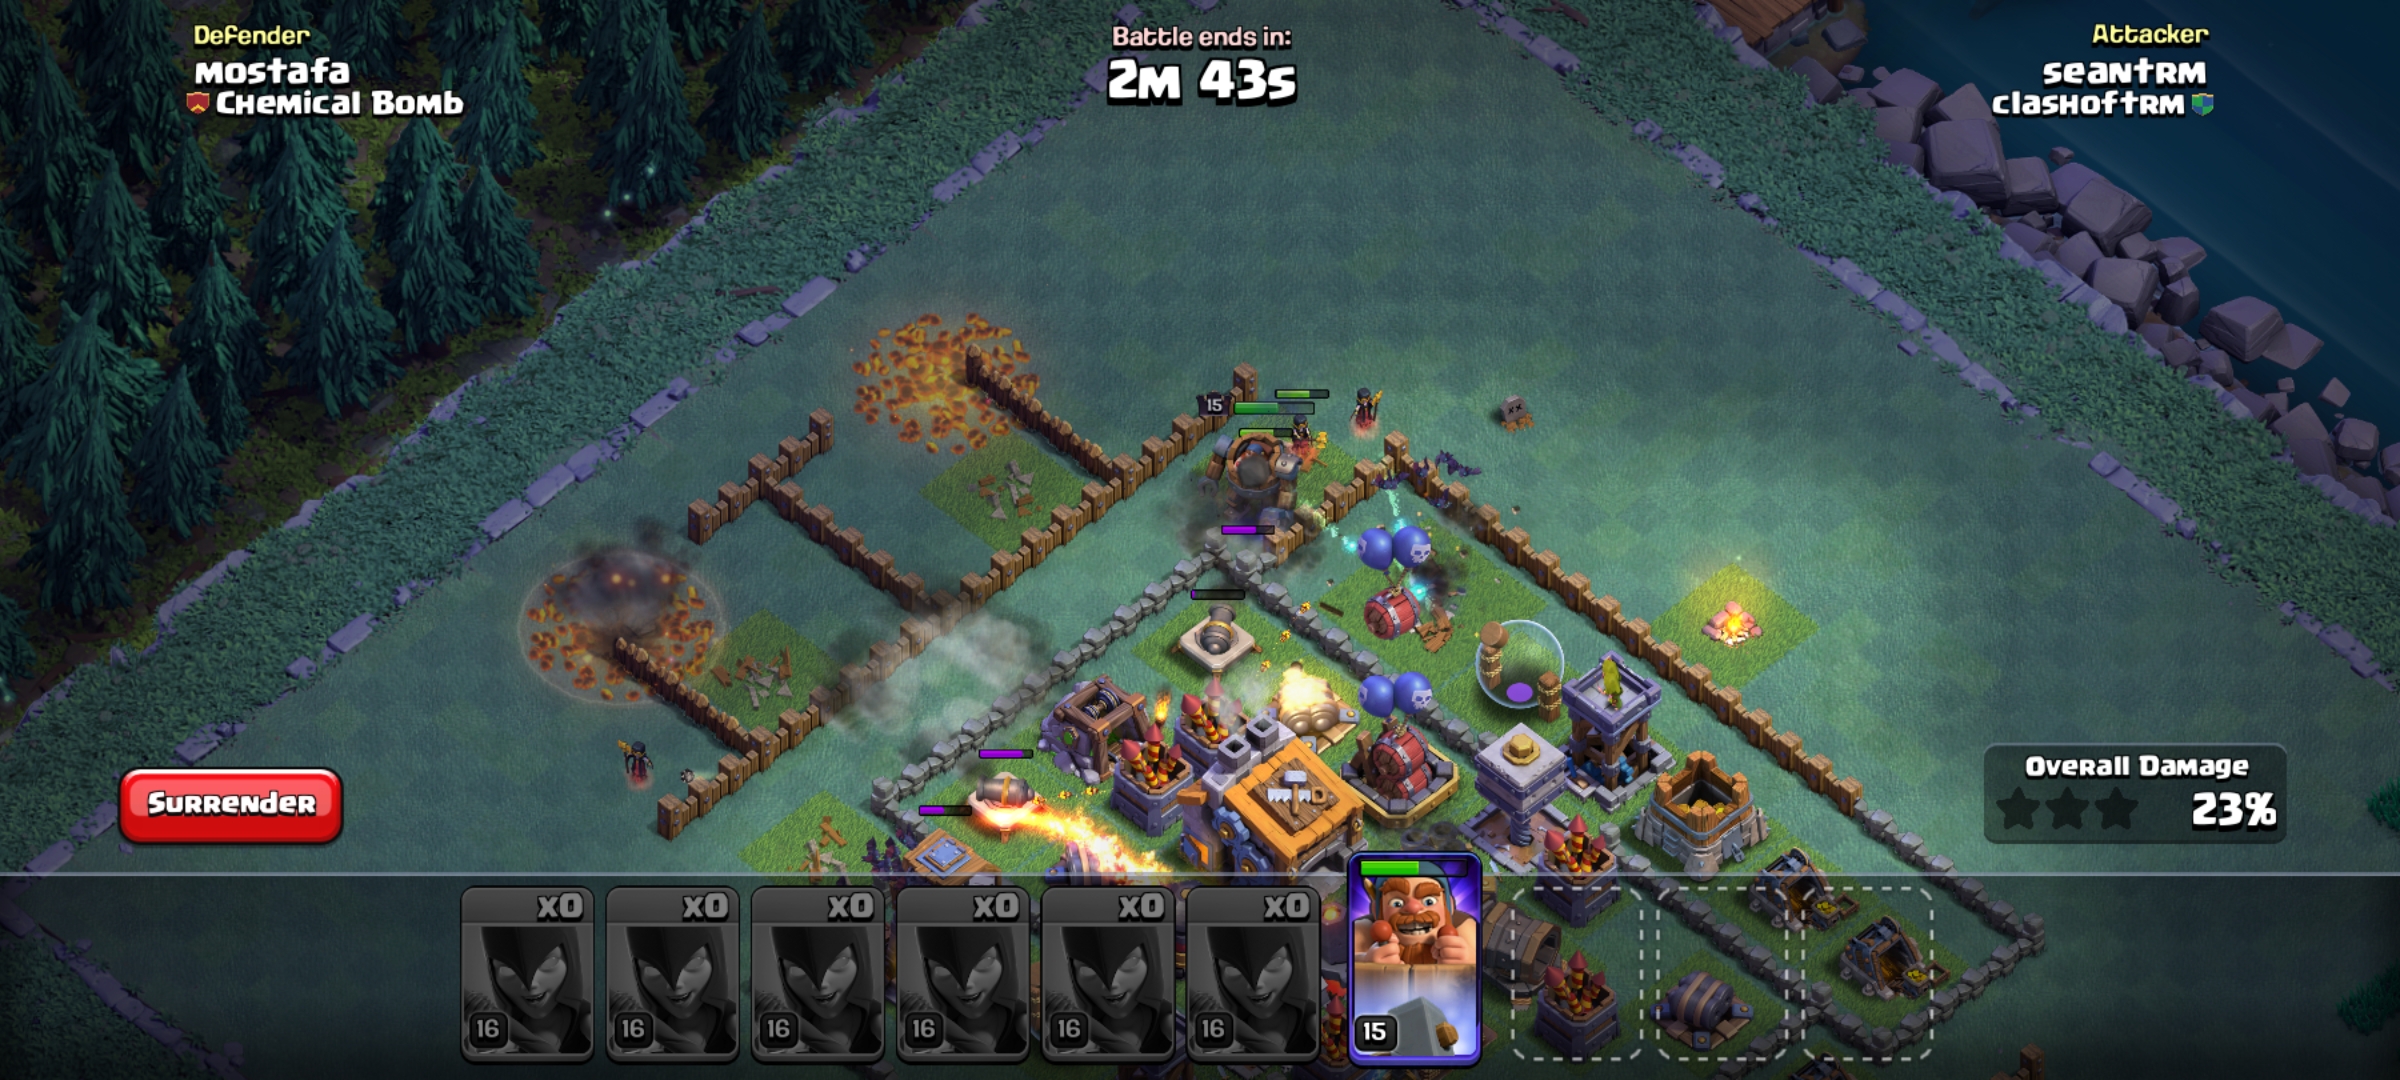 Defender
mostafa
Chemical Bomb
Battle ends in:
2m 43s
Attacker
seantrm
clashoftrm
15
Surrender
Overall Damage
23%
x0
x0
x0
x0
x0
x0
16
16
16
16
16
16
15